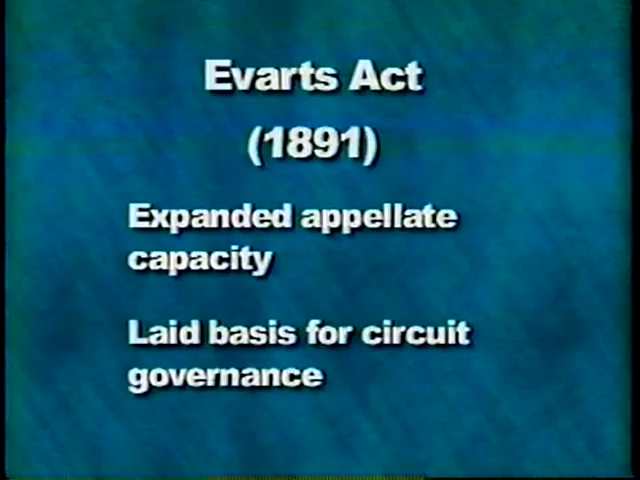 Evarts Act
(1891)
Expanded appellate
capacity
Laid basis for circuit
governance